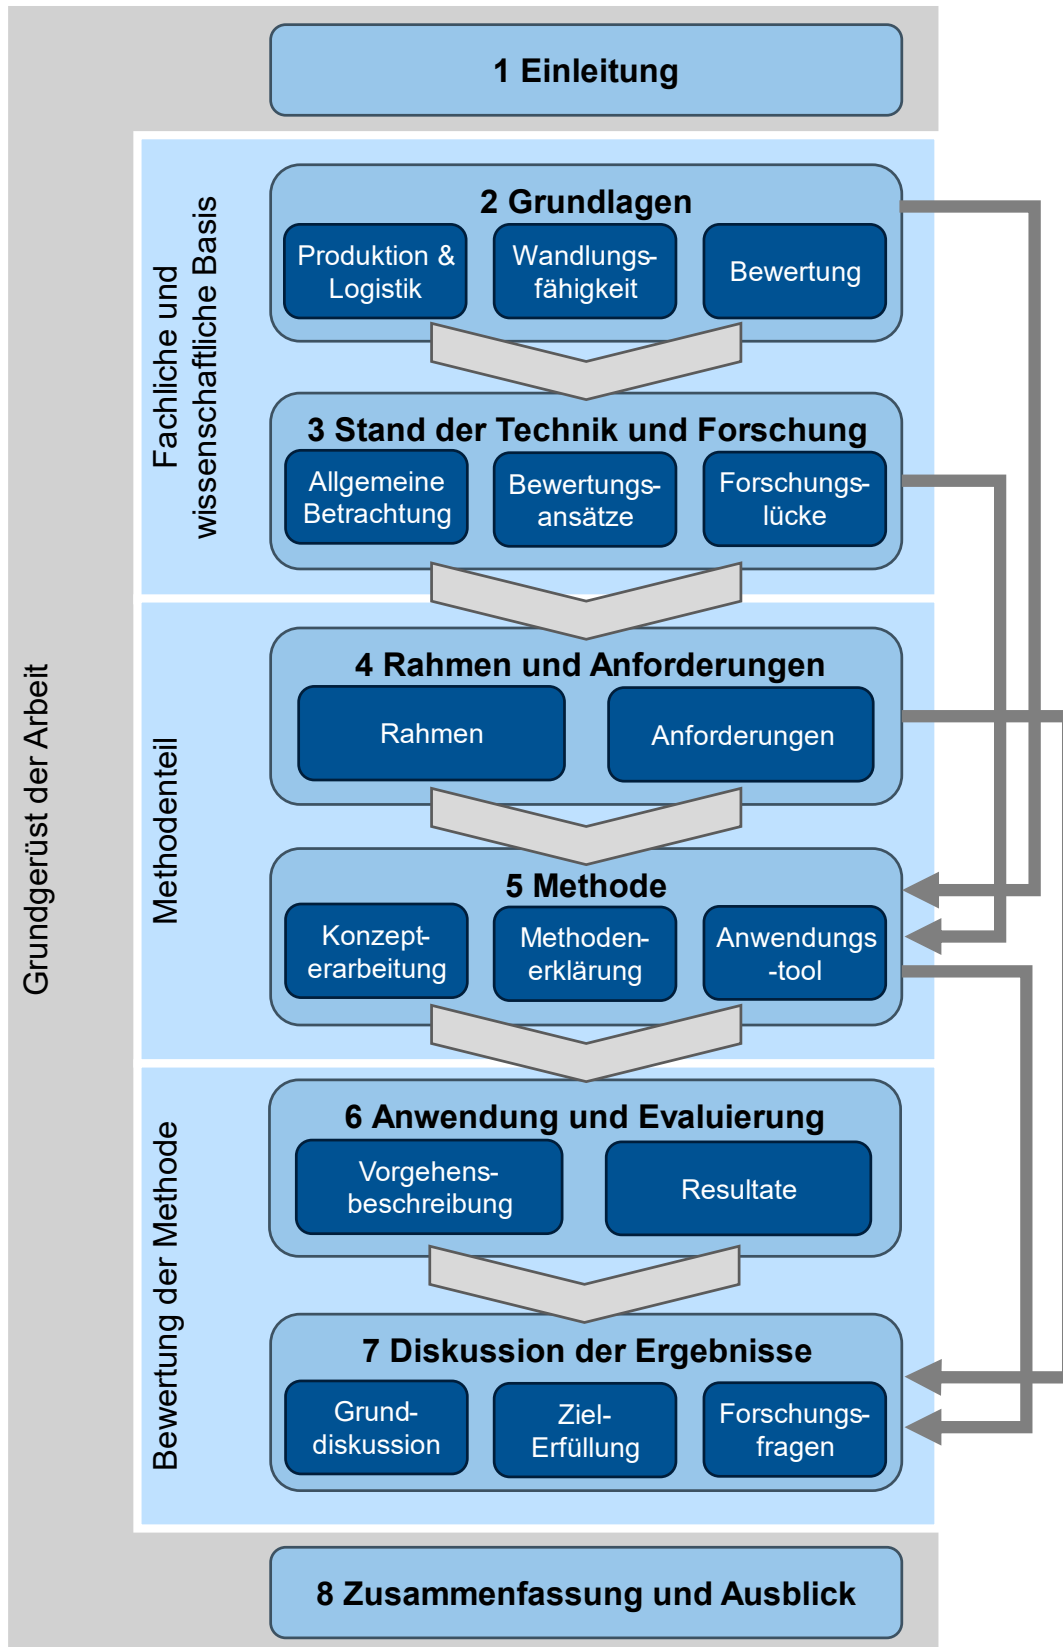 1 Einleitung
Grundgerüst der Arbeit
Fachliche und
wissenschaftliche Basis
2 Grundlagen
Produktion &
Logistik
Wandlungs-
fähigkeit
Bewertung
3 Stand der Technik und Forschung
Allgemeine
Betrachtung
Bewertungs-
ansätze
Forschungs-
lücke
Methodenteil
4 Rahmen und Anforderungen
Rahmen
Anforderungen
5 Methode
Konzept-
erarbeitung
Methoden-
erklärung
Anwendungs
-tool
Bewertung der Methode
6 Anwendung und Evaluierung
Vorgehens-
beschreibung
Resultate
7 Diskussion der Ergebnisse
Grund-
diskussion
Ziel-
Erfüllung
Forschungs-
fragen
8 Zusammenfassung und Ausblick